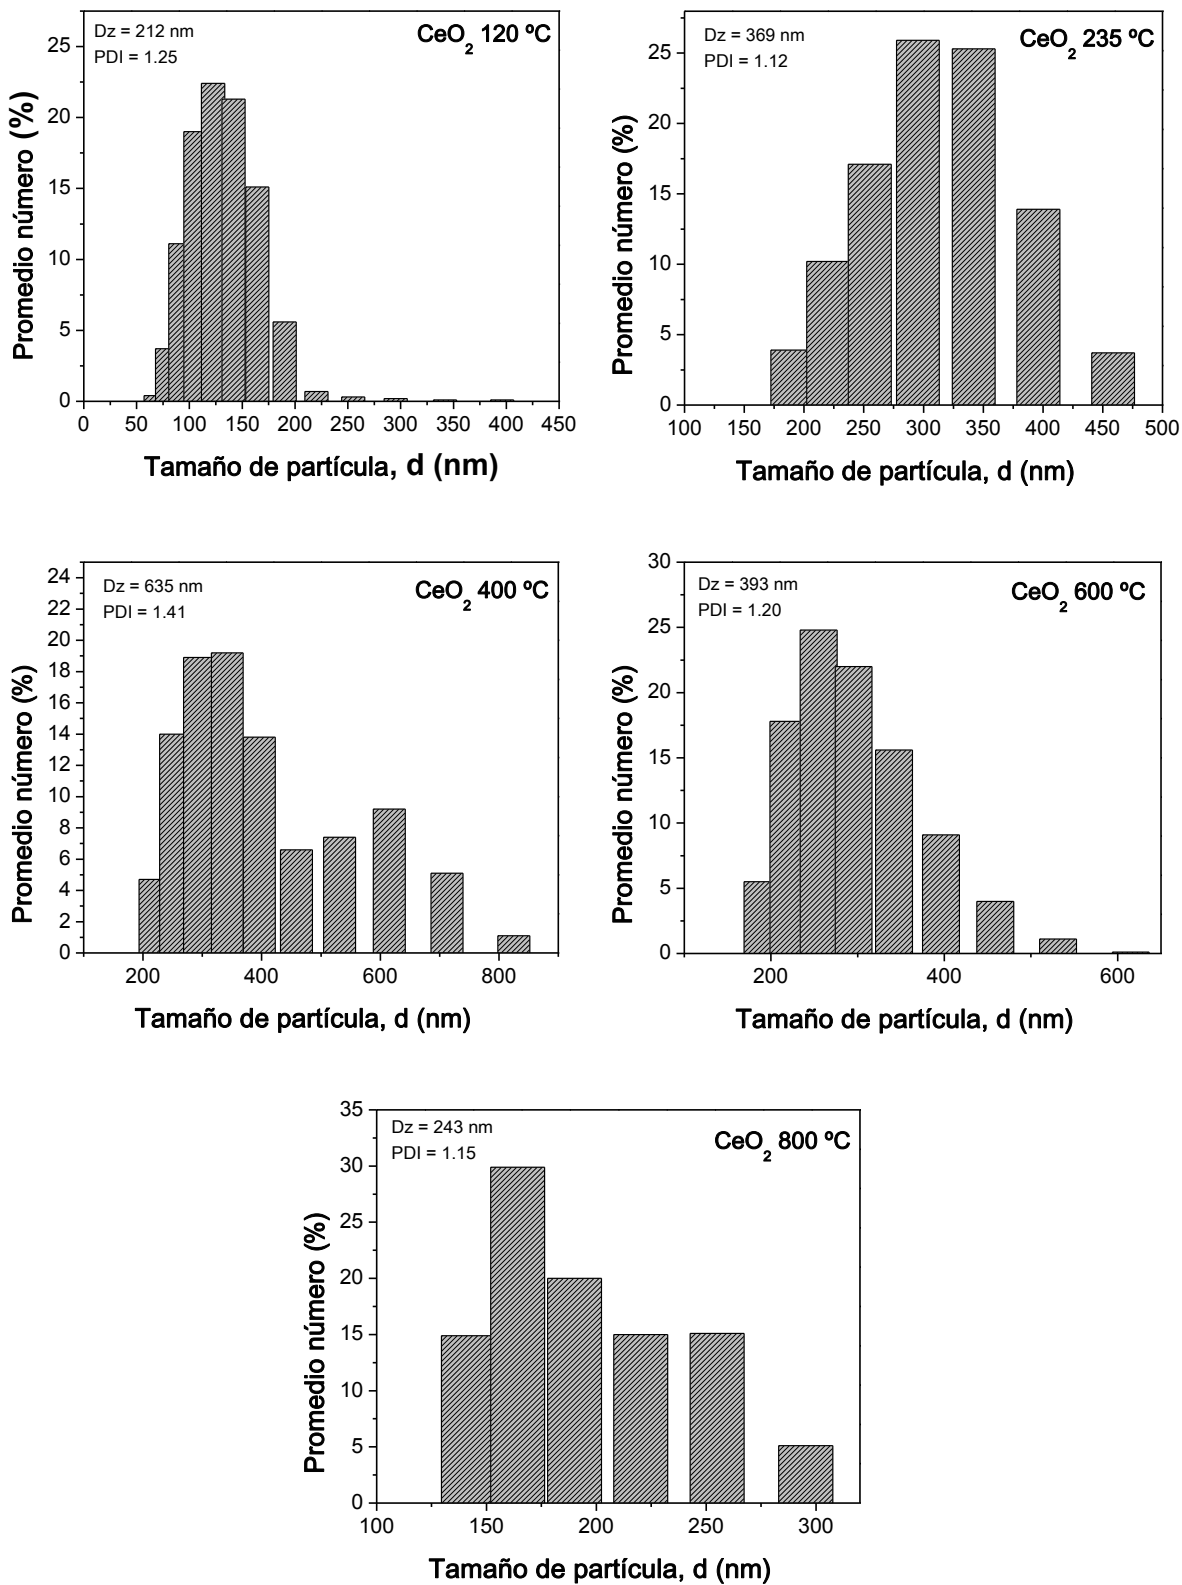 Dz = 212 nm
PDI = 1.25
CeO2 120 ºC
Promedio número (%)
25
20
15
10
5
0
0 50 100 150 200 250 300 350 400 450
Tamaño de partícula, d (nm)
Dz = 369 nm
PDI = 1.12
CeO2 235 ºC
Promedio número (%)
25
20
15
10
5
0
100 150 200 250 300 350 400 450 500
Tamaño de partícula, d (nm)
Dz = 635 nm
PDI = 1.41
CeO2 400 ºC
Promedio número (%)
24
22
20
18
16
14
12
10
8
6
4
2
0
200 400 600 800
Tamaño de partícula, d (nm)
Dz = 393 nm
PDI = 1.20
CeO2 600 ºC
Promedio número (%)
30
25
20
15
10
5
0
200 400 600
Tamaño de partícula, d (nm)
Dz = 243 nm
PDI = 1.15
CeO2 800 ºC
Promedio número (%)
35
30
25
20
15
10
5
0
100 150 200 250 300
Tamaño de partícula, d (nm)